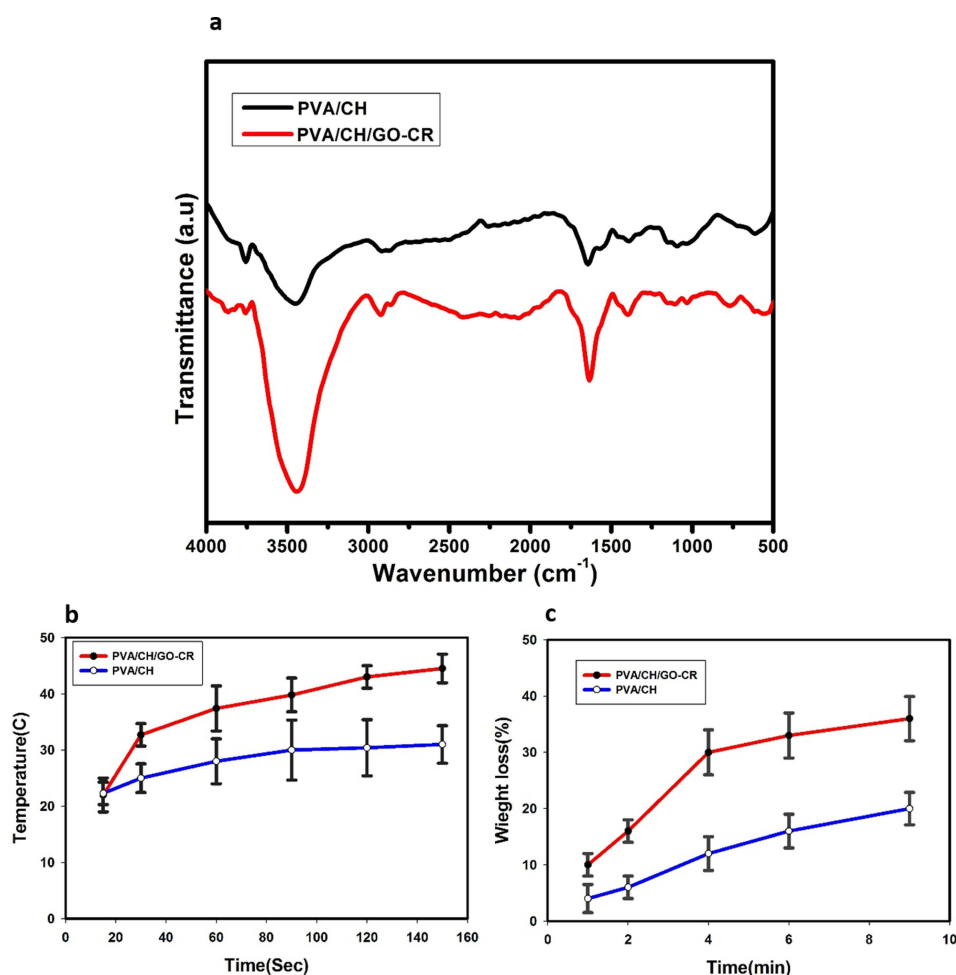 a
PVA/CH
PVA/CH/GO-CR
Transmittance (a.u)
4000 3500 3000 2500 2000 1500 1000 500
Wavenumber (cm⁻¹)
b
50
40
30
20
10
0
PVA/CH/GO-CR
PVA/CH
Temperature(C)
0 20 40 60 80 100 120 140 160
Time(Sec)
c
50
40
30
20
10
0
PVA/CH/GO-CR
PVA/CH
Wieght loss(%)
0 2 4 6 8 10
Time(min)